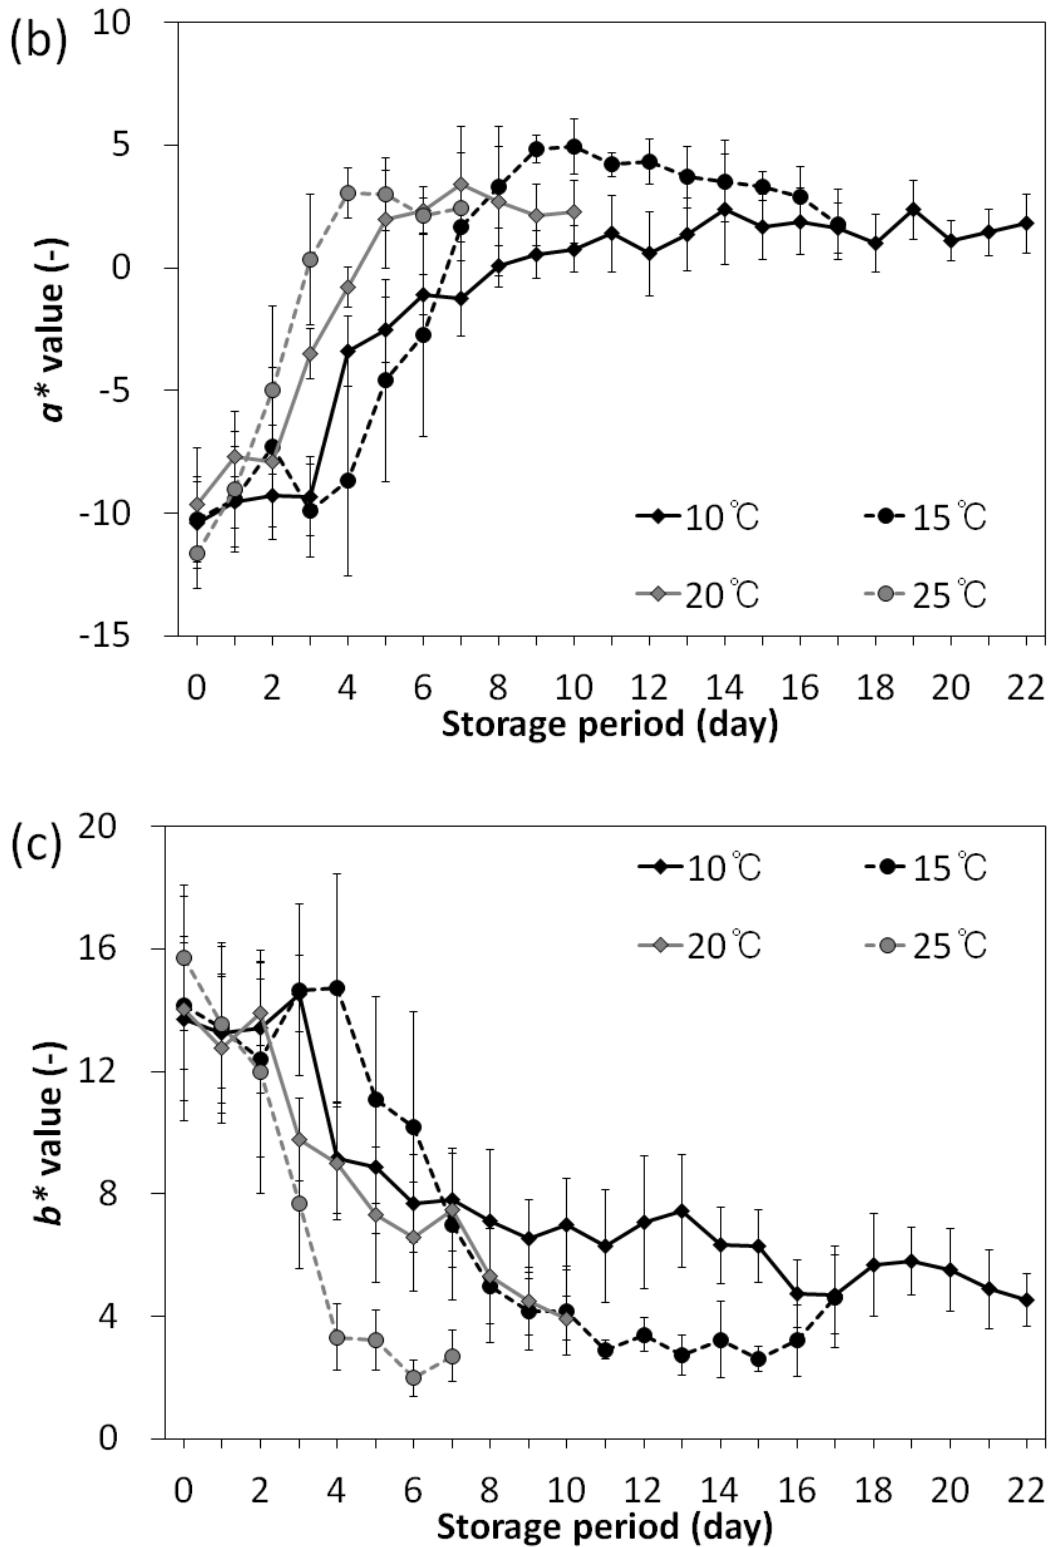 (b)
10
5
0
-5
-10
-15
a* value (-)
10℃ 15℃
20℃ 25℃
0 2 4 6 8 10 12 14 16 18 20 22
Storage period (day)
(c)
20
16
12
8
4
0
b* value (-)
10℃ 15℃
20℃ 25℃
0 2 4 6 8 10 12 14 16 18 20 22
Storage period (day)